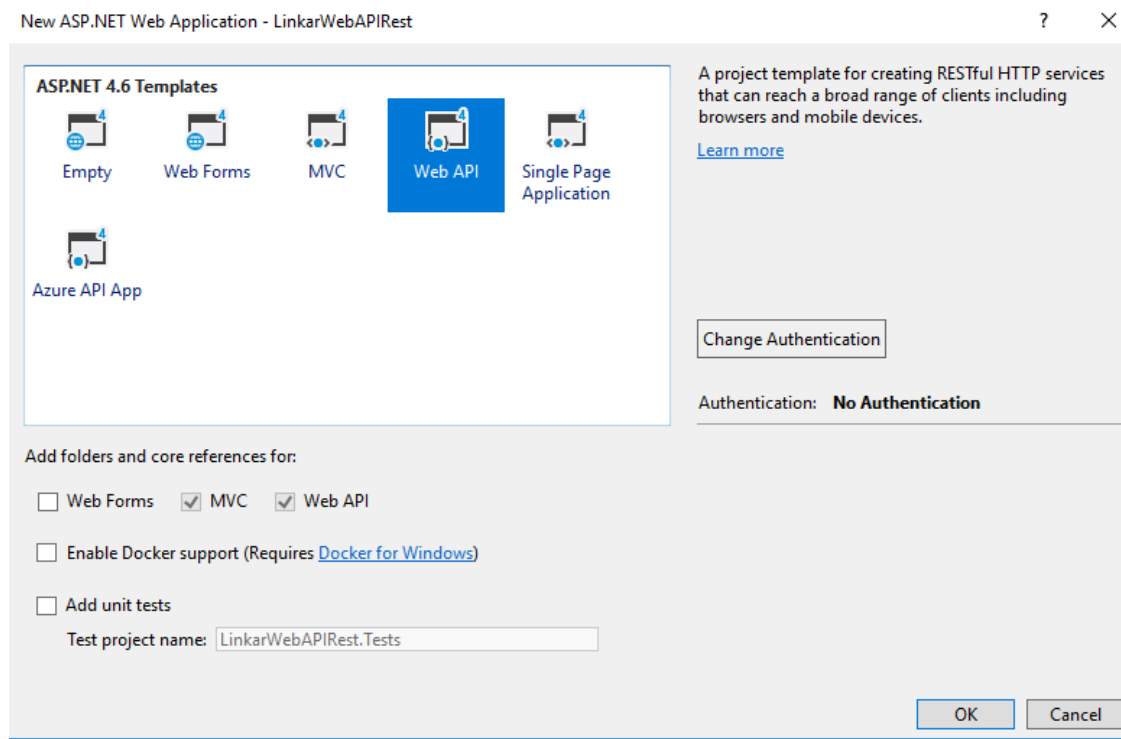 New ASP.NET Web Application - LinkarWebAPIRest
?
ASP.NET 4.6 Templates
4
4
4
4
4
Empty
Web Forms
MVC
Web API
Single Page
Application
4
Azure API App
A project template for creating RESTful HTTP services
that can reach a broad range of clients including
browsers and mobile devices.
Learn more
Change Authentication
Authentication: No Authentication
Add folders and core references for:
Web Forms
MVC
Web API
Enable Docker support (Requires Docker for Windows)
Add unit tests
Test project name: LinkarWebAPIRest.Tests
OK
Cancel